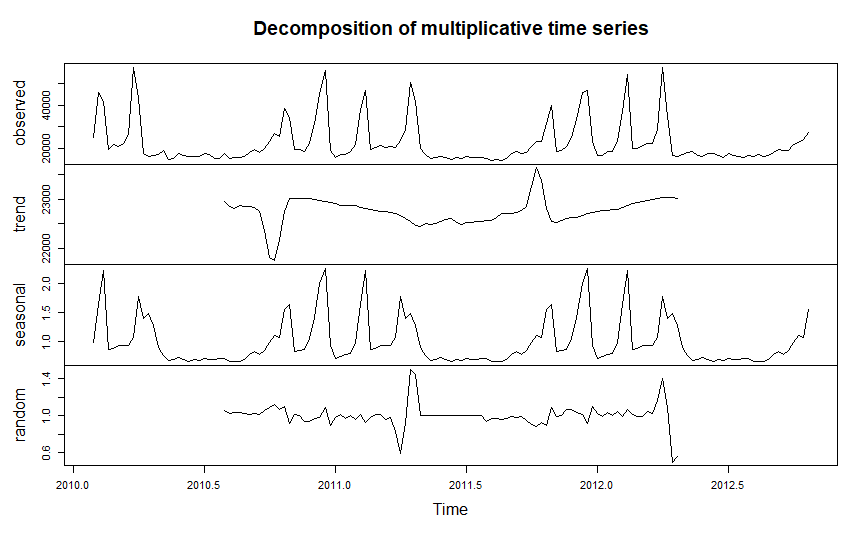 Decomposition of multiplicative time series
observed
20000 40000
trend
22000 23000
seasonal
1.0 1.5 2.0
random
0.6 1.0 1.4
2010.0 2010.5 2011.0 2011.5 2012.0 2012.5
Time